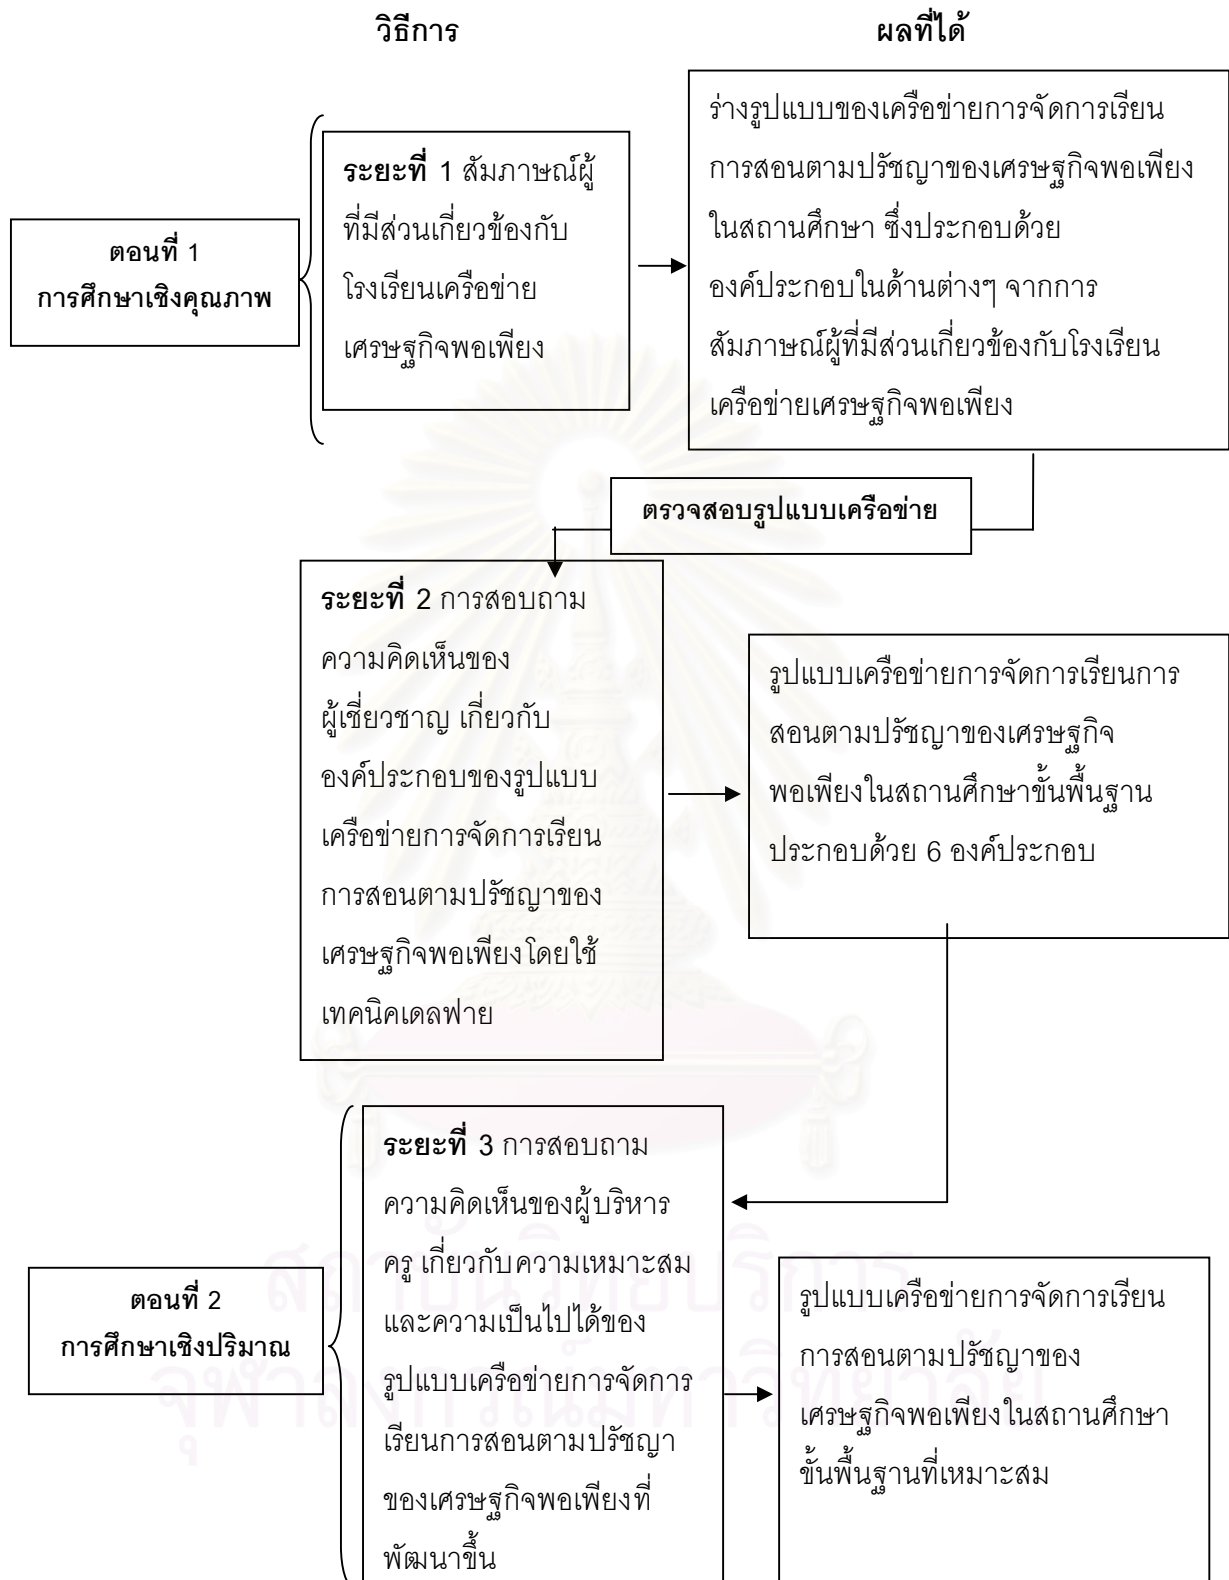 วิธีการ
ผลที่ได้
ตอนที่ 1
การศึกษาเชิงคุณภาพ
ระยะที่ 1 สัมภาษณ์ผู้
ที่มีส่วนเกี่ยวข้องกับ
โรงเรียนเครือข่าย
เศรษฐกิจพอเพียง
ร่างรูปแบบของเครือข่ายการจัดการเรียน
การสอนตามปรัชญาของเศรษฐกิจพอเพียง
ในสถานศึกษา ซึ่งประกอบด้วย
องค์ประกอบในด้านต่างๆ จากการ
สัมภาษณ์ผู้ที่มีส่วนเกี่ยวข้องกับโรงเรียน
เครือข่ายเศรษฐกิจพอเพียง
ตรวจสอบรูปแบบเครือข่าย
ระยะที่ 2 การสอบถาม
ความคิดเห็นของ
ผู้เชี่ยวชาญ เกี่ยวกับ
องค์ประกอบของรูปแบบ
เครือข่ายการจัดการเรียน
การสอนตามปรัชญาของ
เศรษฐกิจพอเพียงโดยใช้
เทคนิคเดลฟาย
รูปแบบเครือข่ายการจัดการเรียนการ
สอนตามปรัชญาของเศรษฐกิจ
พอเพียงในสถานศึกษาขั้นพื้นฐาน
ประกอบด้วย 6 องค์ประกอบ
ตอนที่ 2
การศึกษาเชิงปริมาณ
ระยะที่ 3 การสอบถาม
ความคิดเห็นของผู้บริหาร
ครู เกี่ยวกับความเหมาะสม
และความเป็นไปได้ของ
รูปแบบเครือข่ายการจัดการ
เรียนการสอนตามปรัชญา
ของเศรษฐกิจพอเพียงที่
พัฒนาขึ้น
รูปแบบเครือข่ายการจัดการเรียน
การสอนตามปรัชญาของ
เศรษฐกิจพอเพียงในสถานศึกษา
ขั้นพื้นฐานที่เหมาะสม
สถาบันวิทยบริการ
จุฬาลงกรณ์มหาวิทยาลัย